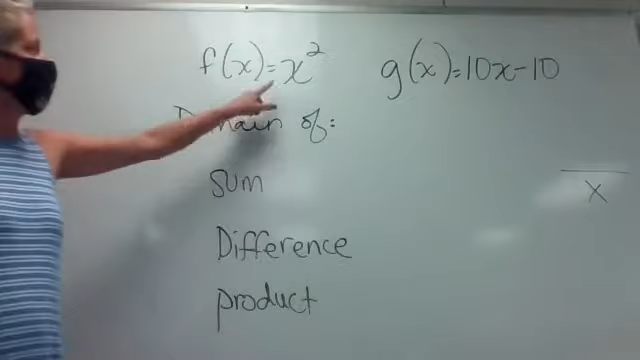 f(x)=x² g(x)=10x-10
Domain of:
x
sum
Difference
product